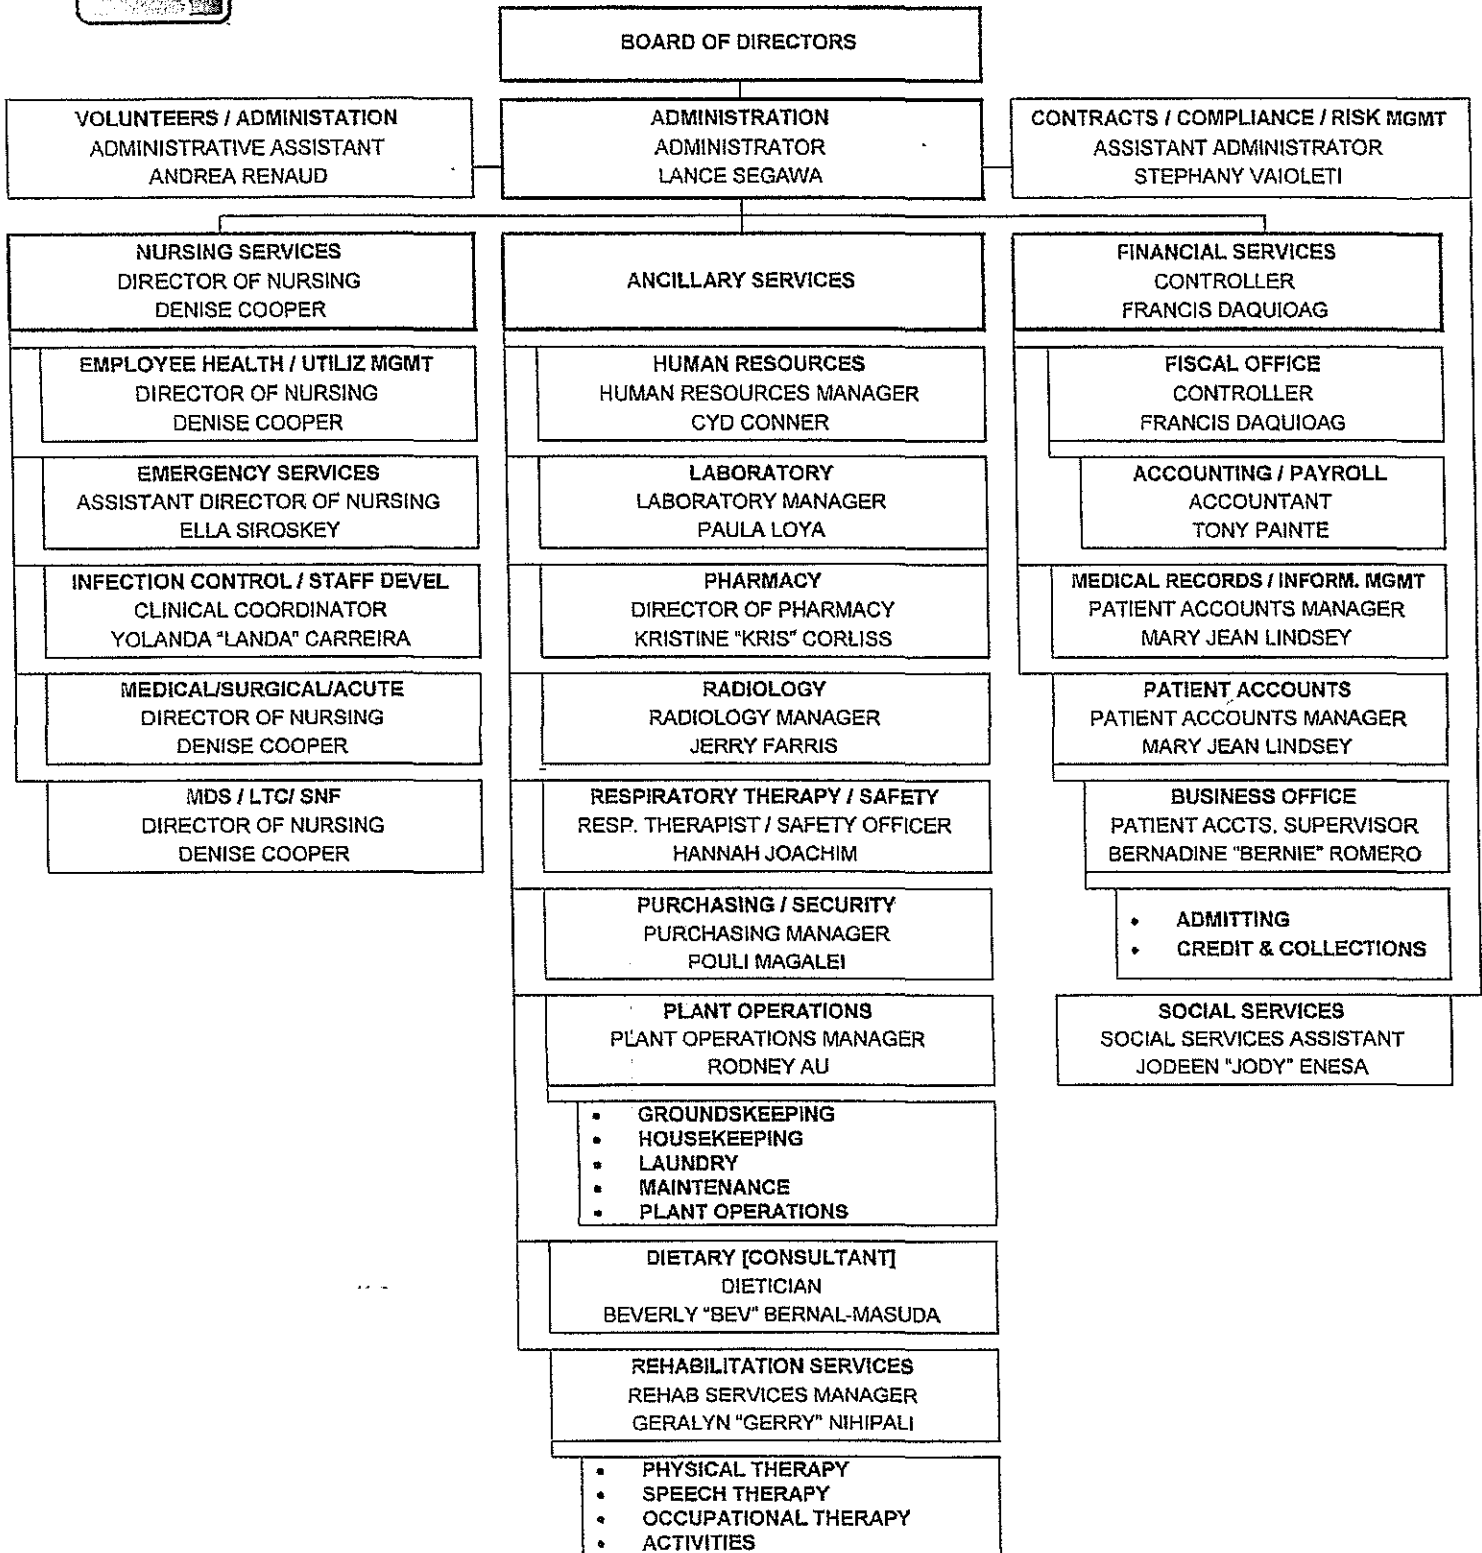 BOARD OF DIRECTORS
VOLUNTEERS / ADMINISTATION
ADMINISTRATIVE ASSISTANT
ANDREA RENAUD
ADMINISTRATION
ADMINISTRATOR
LANCE SEGAWA
CONTRACTS / COMPLIANCE / RISK MGMT
ASSISTANT ADMINISTRATOR
STEPHANY VAIOLETI
NURSING SERVICES
DIRECTOR OF NURSING
DENISE COOPER
EMPLOYEE HEALTH / UTILIZ MGMT
DIRECTOR OF NURSING
DENISE COOPER
EMERGENCY SERVICES
ASSISTANT DIRECTOR OF NURSING
ELLA SIROSKEY
INFECTION CONTROL / STAFF DEVEL
CLINICAL COORDINATOR
YOLANDA "LANDA" CARREIRA
MEDICAL/SURGICAL/ACUTE
DIRECTOR OF NURSING
DENISE COOPER
MDS / LTC/ SNF
DIRECTOR OF NURSING
DENISE COOPER
ANCILLARY SERVICES
HUMAN RESOURCES
HUMAN RESOURCES MANAGER
CYD CONNER
LABORATORY
LABORATORY MANAGER
PAULA LOYA
PHARMACY
DIRECTOR OF PHARMACY
KRISTINE "KRIS" CORLISS
RADIOLOGY
RADIOLOGY MANAGER
JERRY FARRIS
RESPIRATORY THERAPY / SAFETY
RESP. THERAPIST / SAFETY OFFICER
HANNAH JOACHIM
PURCHASING / SECURITY
PURCHASING MANAGER
POULI MAGALEI
PLANT OPERATIONS
PLANT OPERATIONS MANAGER
RODNEY AU
• GROUNDSKEEPING
• HOUSEKEEPING
• LAUNDRY
• MAINTENANCE
• PLANT OPERATIONS
DIETARY [CONSULTANT]
DIETICIAN
BEVERLY "BEV" BERNAL-MASUDA
REHABILITATION SERVICES
REHAB SERVICES MANAGER
GERALYN "GERRY" NIHIPALI
• PHYSICAL THERAPY
• SPEECH THERAPY
• OCCUPATIONAL THERAPY
• ACTIVITIES
FINANCIAL SERVICES
CONTROLLER
FRANCIS DAQUIOAG
FISCAL OFFICE
CONTROLLER
FRANCIS DAQUIOAG
ACCOUNTING / PAYROLL
ACCOUNTANT
TONY PAINTE
MEDICAL RECORDS / INFORM. MGMT
PATIENT ACCOUNTS MANAGER
MARY JEAN LINDSEY
PATIENT ACCOUNTS
PATIENT ACCOUNTS MANAGER
MARY JEAN LINDSEY
BUSINESS OFFICE
PATIENT ACCTS. SUPERVISOR
BERNADINE "BERNIE" ROMERO
• ADMITTING
• CREDIT & COLLECTIONS
SOCIAL SERVICES
SOCIAL SERVICES ASSISTANT
JODEEN "JODY" ENESA